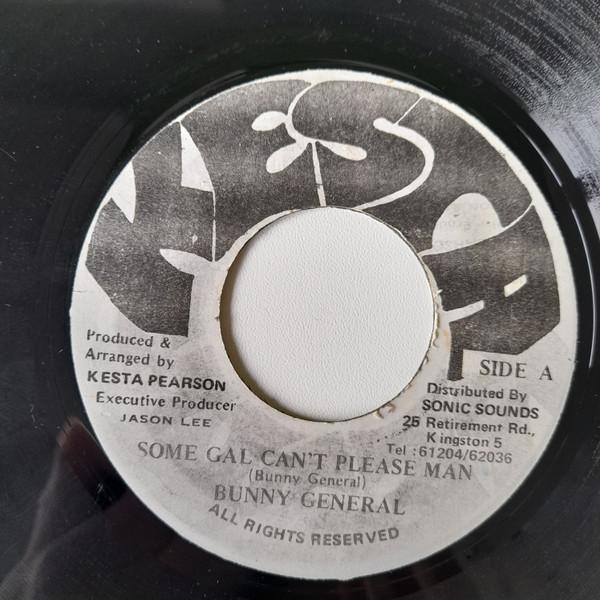 Produced &
Arranged by
KESTA PEARSON
Executive Producer
JASON LEE
SIDE A
Distributed By
SONIC SOUNDS
25 Retirement Rd.,
Kingston 5
Tel :61204/62036
SOME GAL CAN'T PLEASE MAN
(Bunny General)
BUNNY GENERAL
ALL RIGHTS RESERVED